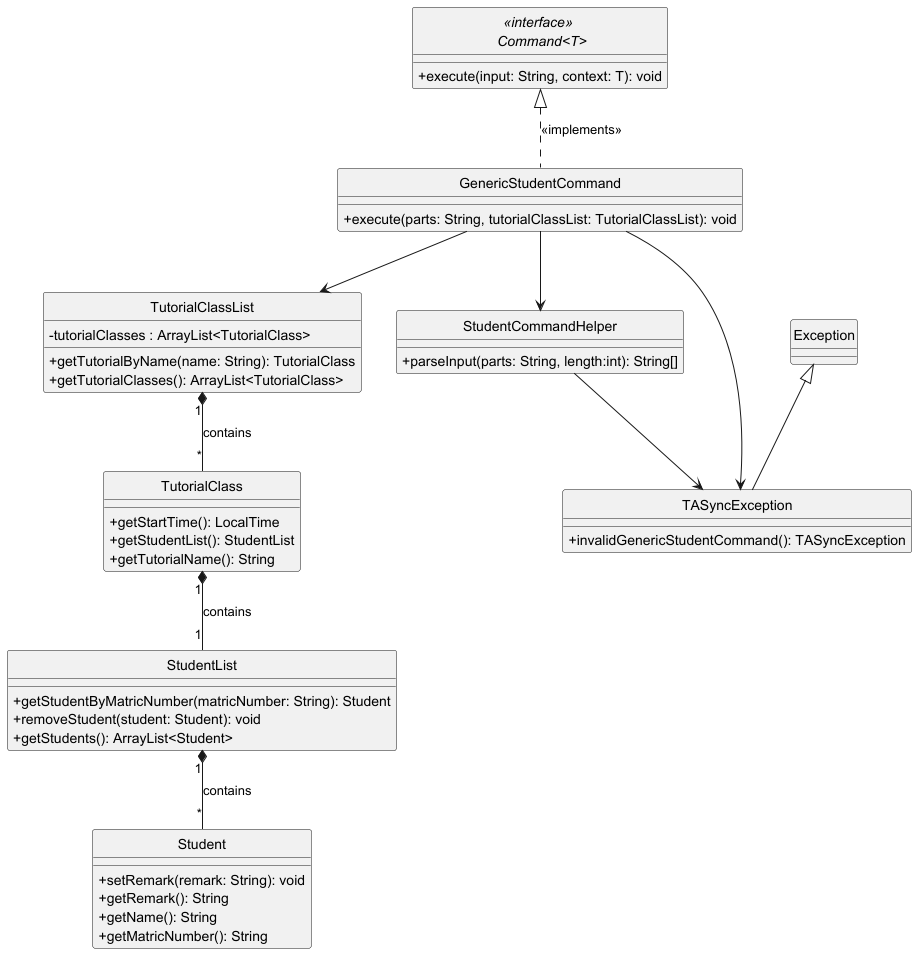 «interface»
Command<T>
+execute(input: String, context: T): void
«implements»
GenericStudentCommand
+execute(parts: String, tutorialClassList: TutorialClassList): void
TutorialClassList
-tutorialClasses : ArrayList<TutorialClass>
+getTutorialByName(name: String): TutorialClass
+getTutorialClasses(): ArrayList<TutorialClass>
StudentCommandHelper
+parseInput(parts: String, length:int): String[]
Exception
1
contains
*
TutorialClass
+getStartTime(): LocalTime
+getStudentList(): StudentList
+getTutorialName(): String
TASyncException
+invalidGenericStudentCommand(): TASyncException
1
contains
1
StudentList
+getStudentByMatricNumber(matricNumber: String): Student
+removeStudent(student: Student): void
+getStudents(): ArrayList<Student>
1
contains
*
Student
+setRemark(remark: String): void
+getRemark(): String
+getName(): String
+getMatricNumber(): String